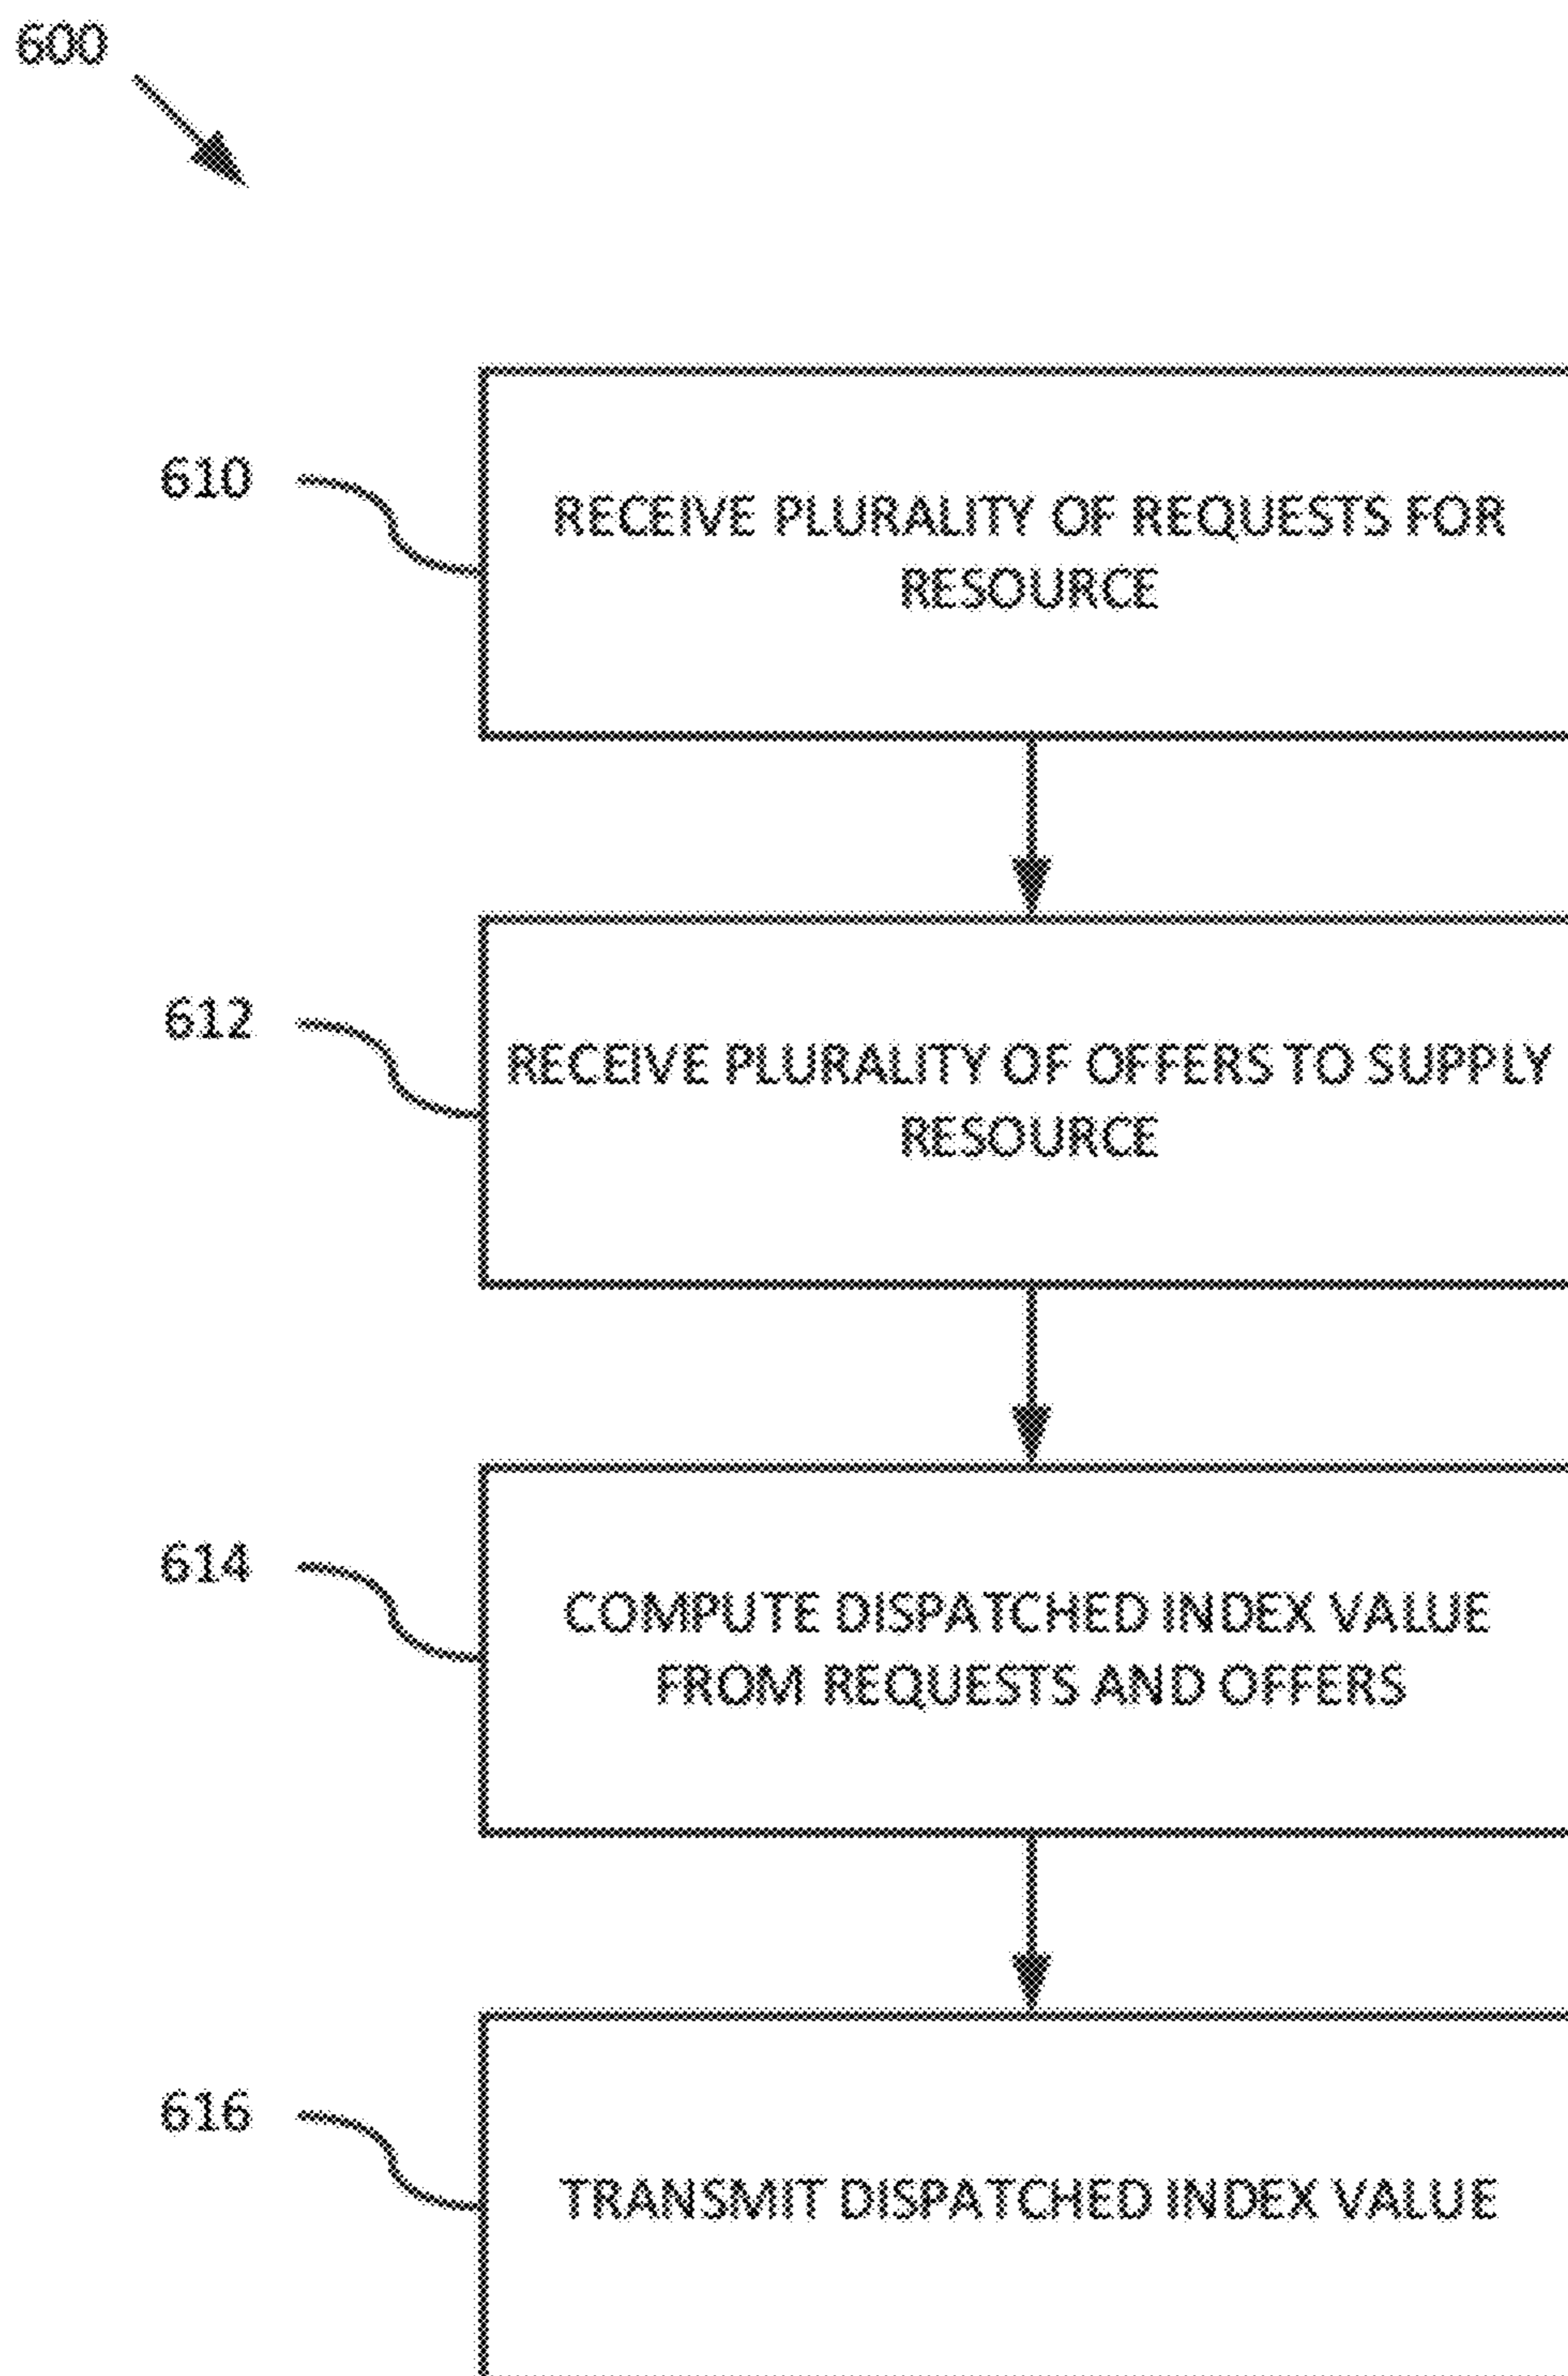 600
610
RECEIVE PLURALITY OF REQUESTS FOR
RESOURCE
612
RECEIVE PLURALITY OF OFFERS TO SUPPLY
RESOURCE
614
COMPUTE DISPATCHED INDEX VALUE
FROM REQUESTS AND OFFERS
616
TRANSMIT DISPATCHED INDEX VALUE